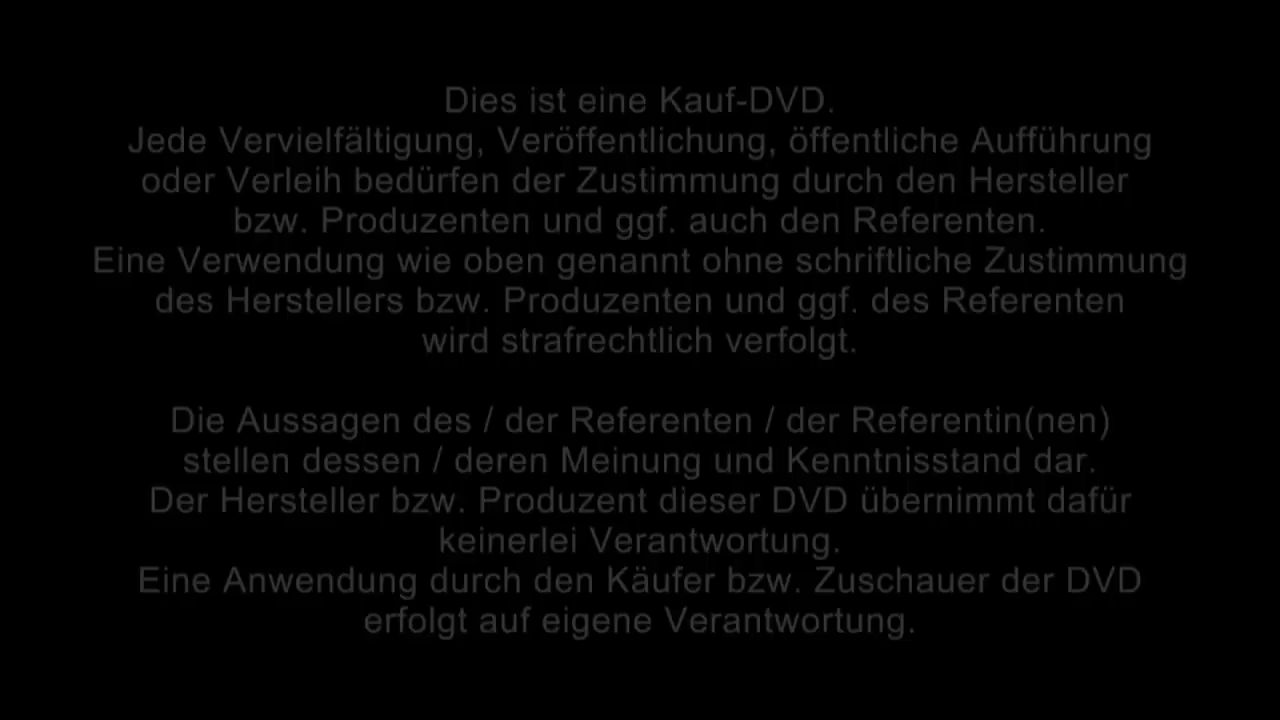 Dies ist eine Kauf-DVD.
Jede Vervielfältigung, Veröffentlichung, öffentliche Aufführung
oder Verleih bedürfen der Zustimmung durch den Hersteller
bzw. Produzenten und ggf. auch den Referenten.
Eine Verwendung wie oben genannt ohne schriftliche Zustimmung
des Herstellers bzw. Produzenten und ggf. des Referenten
wird strafrechtlich verfolgt.
Die Aussagen des / der Referenten / der Referentin(nen)
stellen dessen / deren Meinung und Kenntnisstand dar.
Der Hersteller bzw. Produzent dieser DVD übernimmt dafür
keinerlei Verantwortung.
Eine Anwendung durch den Käufer bzw. Zuschauer der DVD
erfolgt auf eigene Verantwortung.